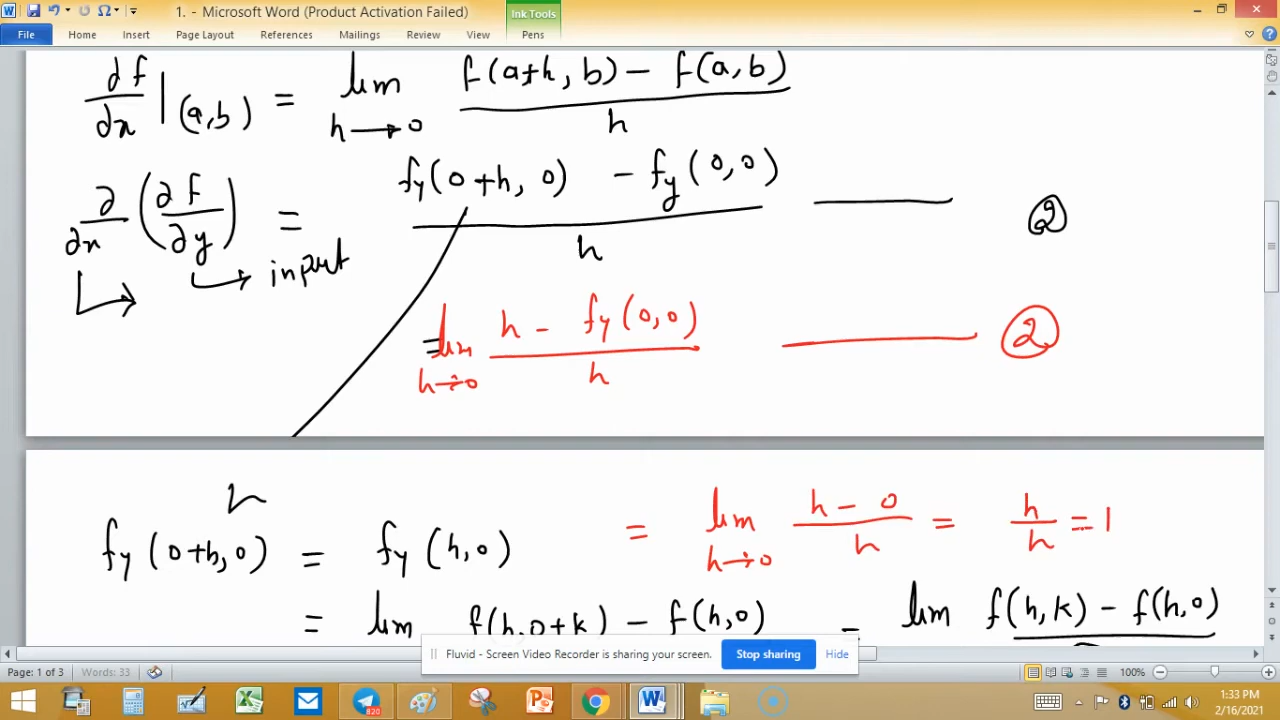 1. - Microsoft Word (Product Activation Failed)
Ink Tools
File Home Insert Page Layout References Mailings Review View Pens
∂f/∂x |(a,b) = lim h→0 f(a+h, b) − f(a,b) / h
∂/∂x (∂f/∂y) = fy(0+h, 0) − fy(0,0) / h ——— ②
input
= lim h→0 h − fy(0,0) / h ——— ②
h
fy(0+h,0) = fy(h,0) = lim h→0 h − 0 / h = h/h = 1
= lim f(h,0+k) − f(h,0) = lim f(h,k) − f(h,0)
Fluvid - Screen Video Recorder is sharing your screen. Stop sharing Hide
Page: 1 of 3 Words: 33 100%
820
1:33 PM
2/16/2021